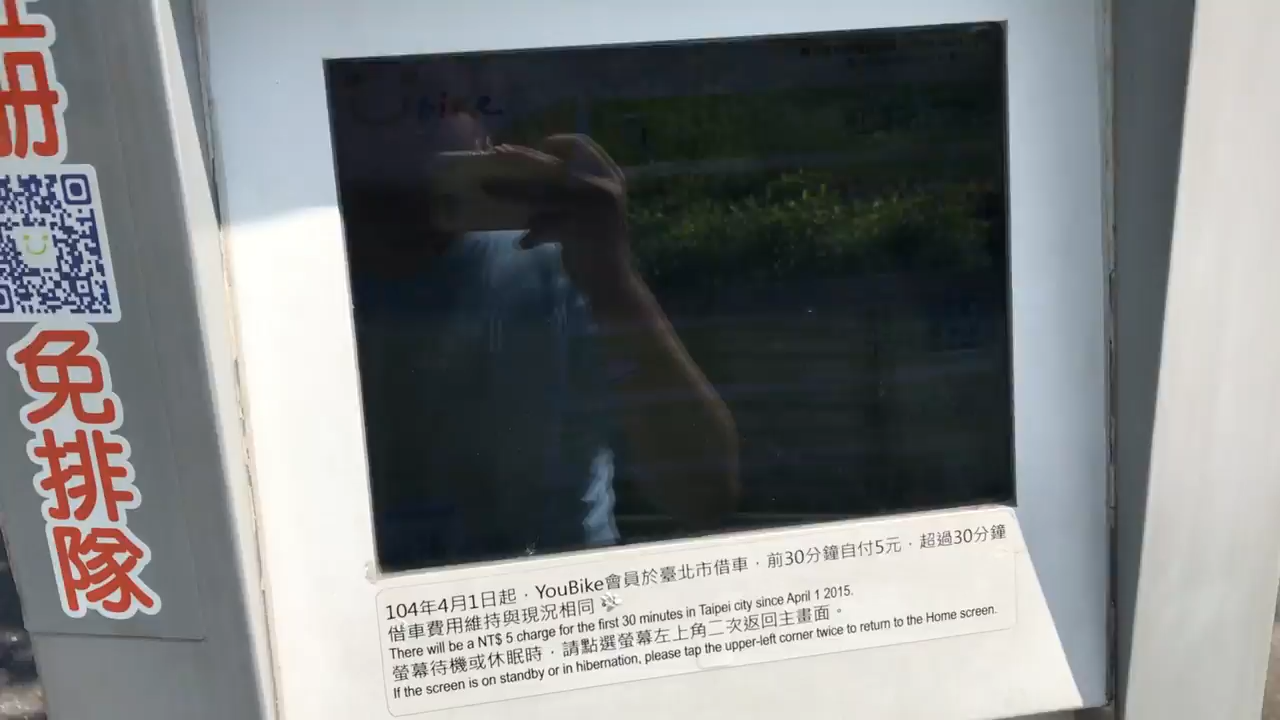 冊
免排隊
104年4月1日起，YouBike會員於臺北市借車，前30分鐘自付5元，超過30分鐘
借車費用維持與現況相同
There will be a NT$ 5 charge for the first 30 minutes in Taipei city since April 1 2015.
螢幕待機或休眠時，請點選螢幕左上角二次返回主畫面。
If the screen is on standby or in hibernation, please tap the upper-left corner twice to return to the Home screen.